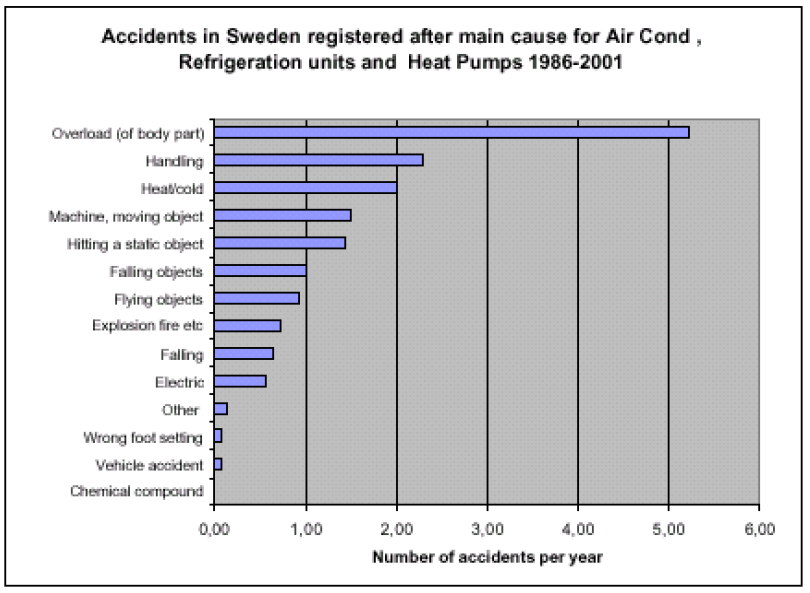 Accidents in Sweden registered after main cause for Air Cond ,
Refrigeration units and Heat Pumps 1986-2001
Overload (of body part)
Handling
Heat/cold
Machine, moving object
Hitting a static object
Falling objects
Flying objects
Explosion fire etc
Falling
Electric
Other
Wrong foot setting
Vehicle accident
Chemical compound
0,00 1,00 2,00 3,00 4,00 5,00 6,00
Number of accidents per year